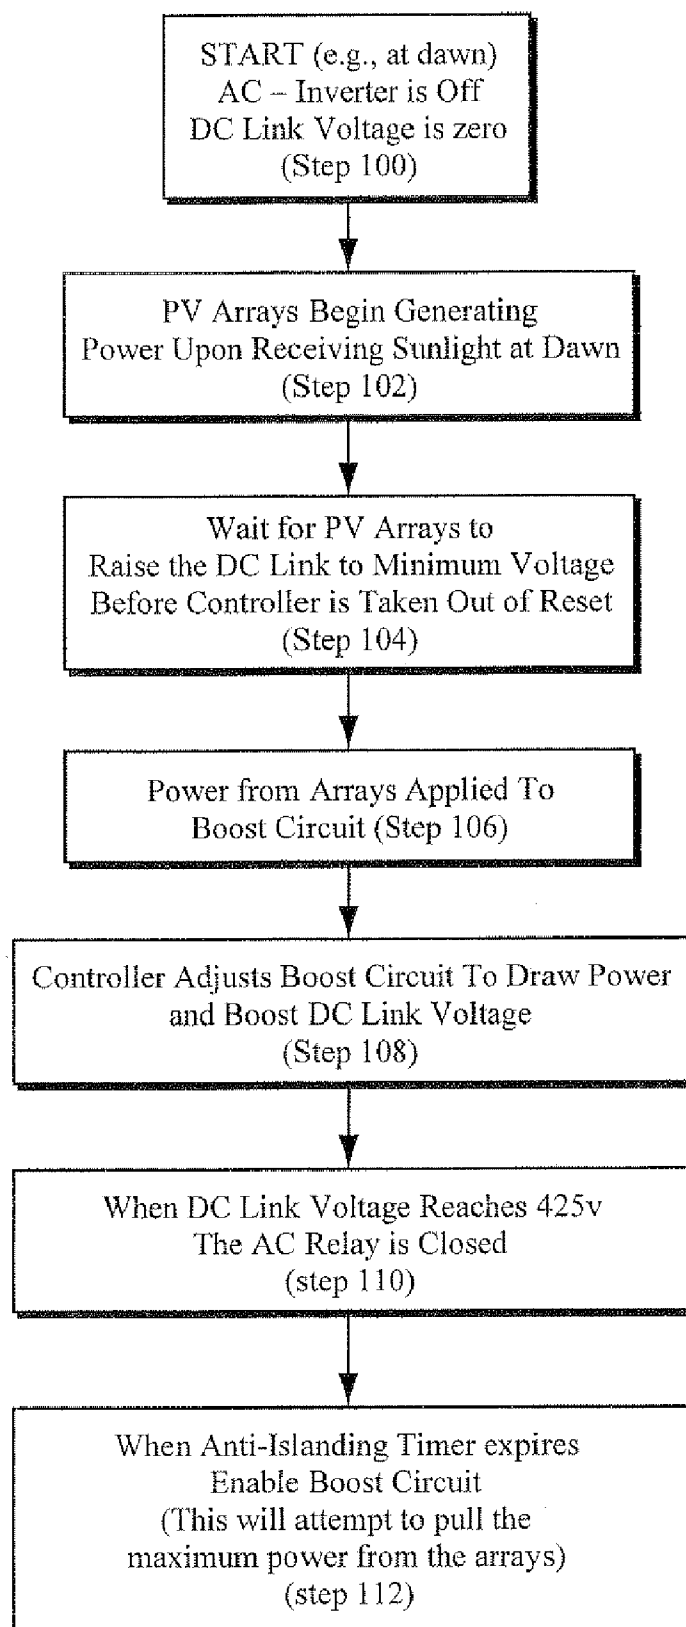 START (e.g., at dawn)
AC – Inverter is Off
DC Link Voltage is zero
(Step 100)
PV Arrays Begin Generating
Power Upon Receiving Sunlight at Dawn
(Step 102)
Wait for PV Arrays to
Raise the DC Link to Minimum Voltage
Before Controller is Taken Out of Reset
(Step 104)
Power from Arrays Applied To
Boost Circuit (Step 106)
Controller Adjusts Boost Circuit To Draw Power
and Boost DC Link Voltage
(Step 108)
When DC Link Voltage Reaches 425v
The AC Relay is Closed
(step 110)
When Anti-Islanding Timer expires
Enable Boost Circuit
(This will attempt to pull the
maximum power from the arrays)
(step 112)